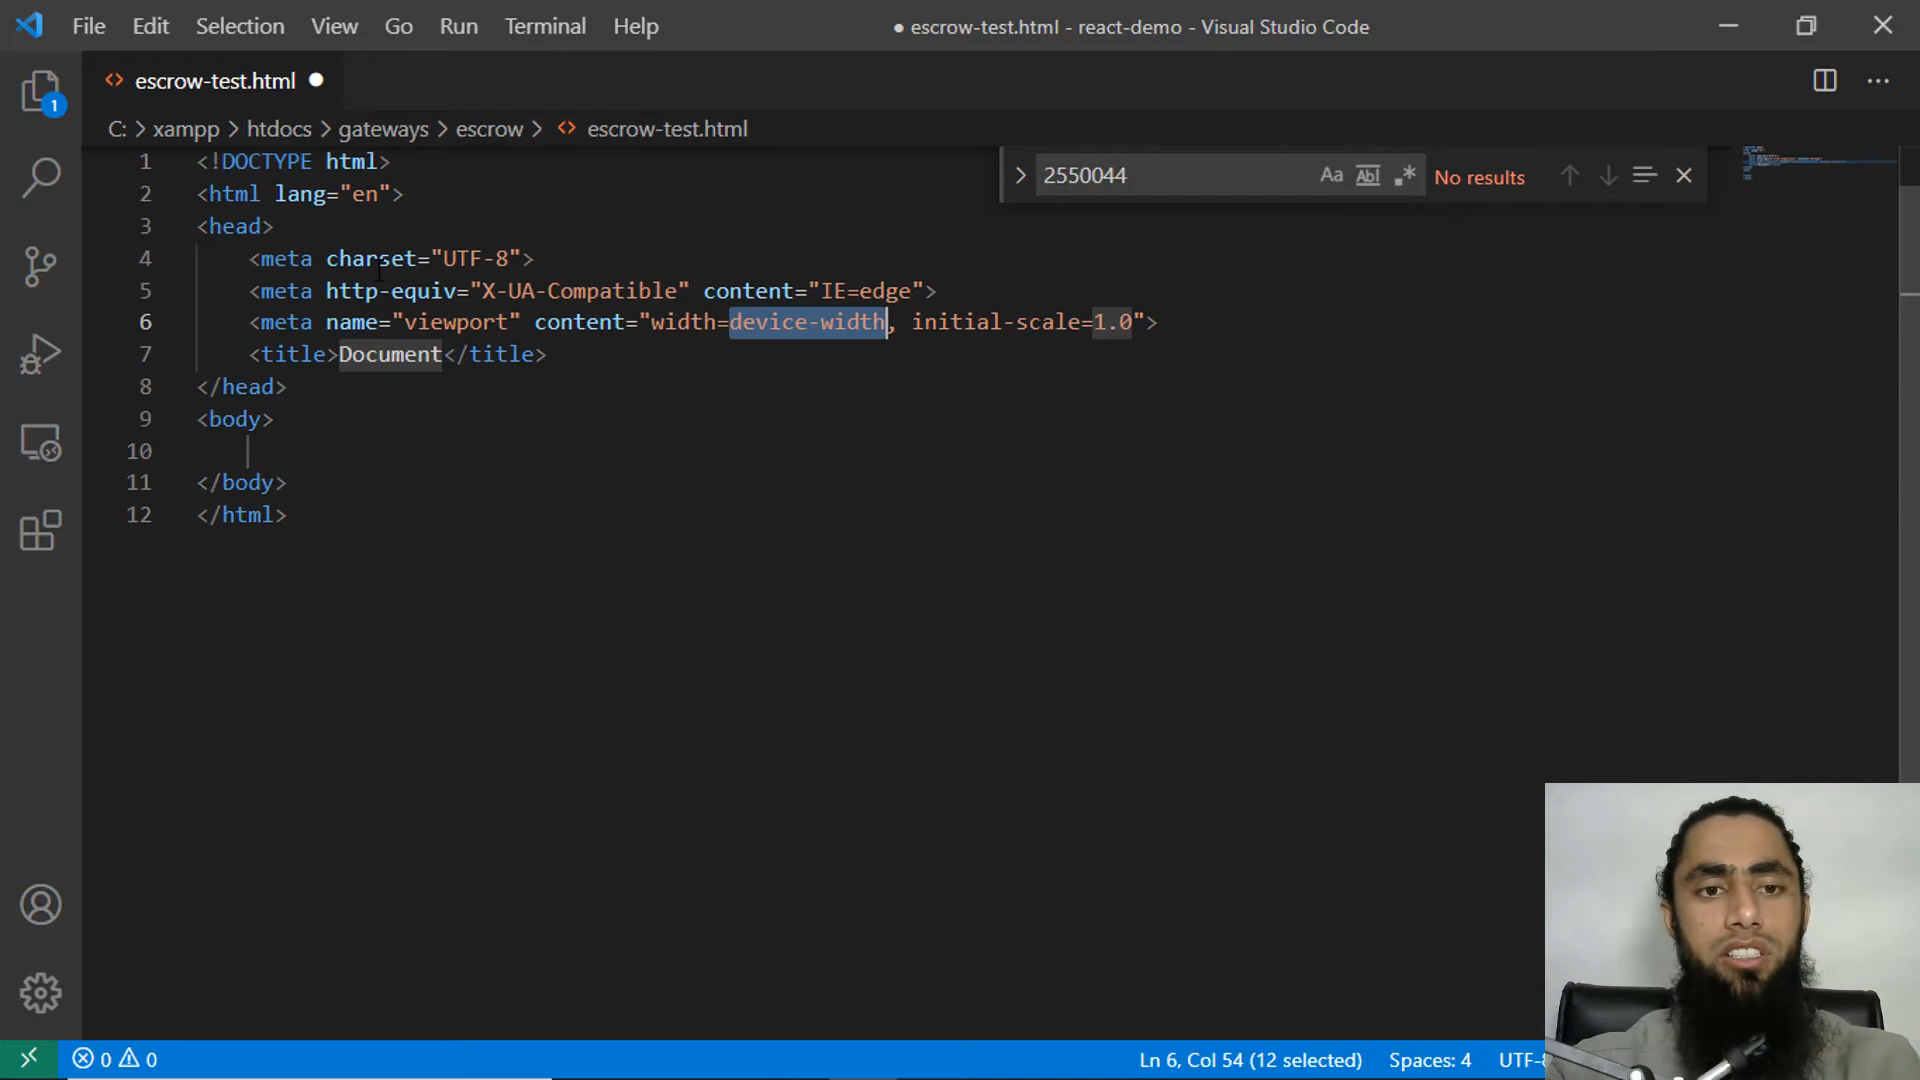 File Edit Selection View Go Run Terminal Help ● escrow-test.html - react-demo - Visual Studio Code
escrow-test.html
1
C: > xampp > htdocs > gateways > escrow > escrow-test.html
2550044 Aa Abl .* No results
1 <!DOCTYPE html>
2 <html lang="en">
3 <head>
4 <meta charset="UTF-8">
5 <meta http-equiv="X-UA-Compatible" content="IE=edge">
6 <meta name="viewport" content="width=device-width, initial-scale=1.0">
7 <title>Document</title>
8 </head>
9 <body>
10
11 </body>
12 </html>
0 0 Ln 6, Col 54 (12 selected) Spaces: 4 UTF-8